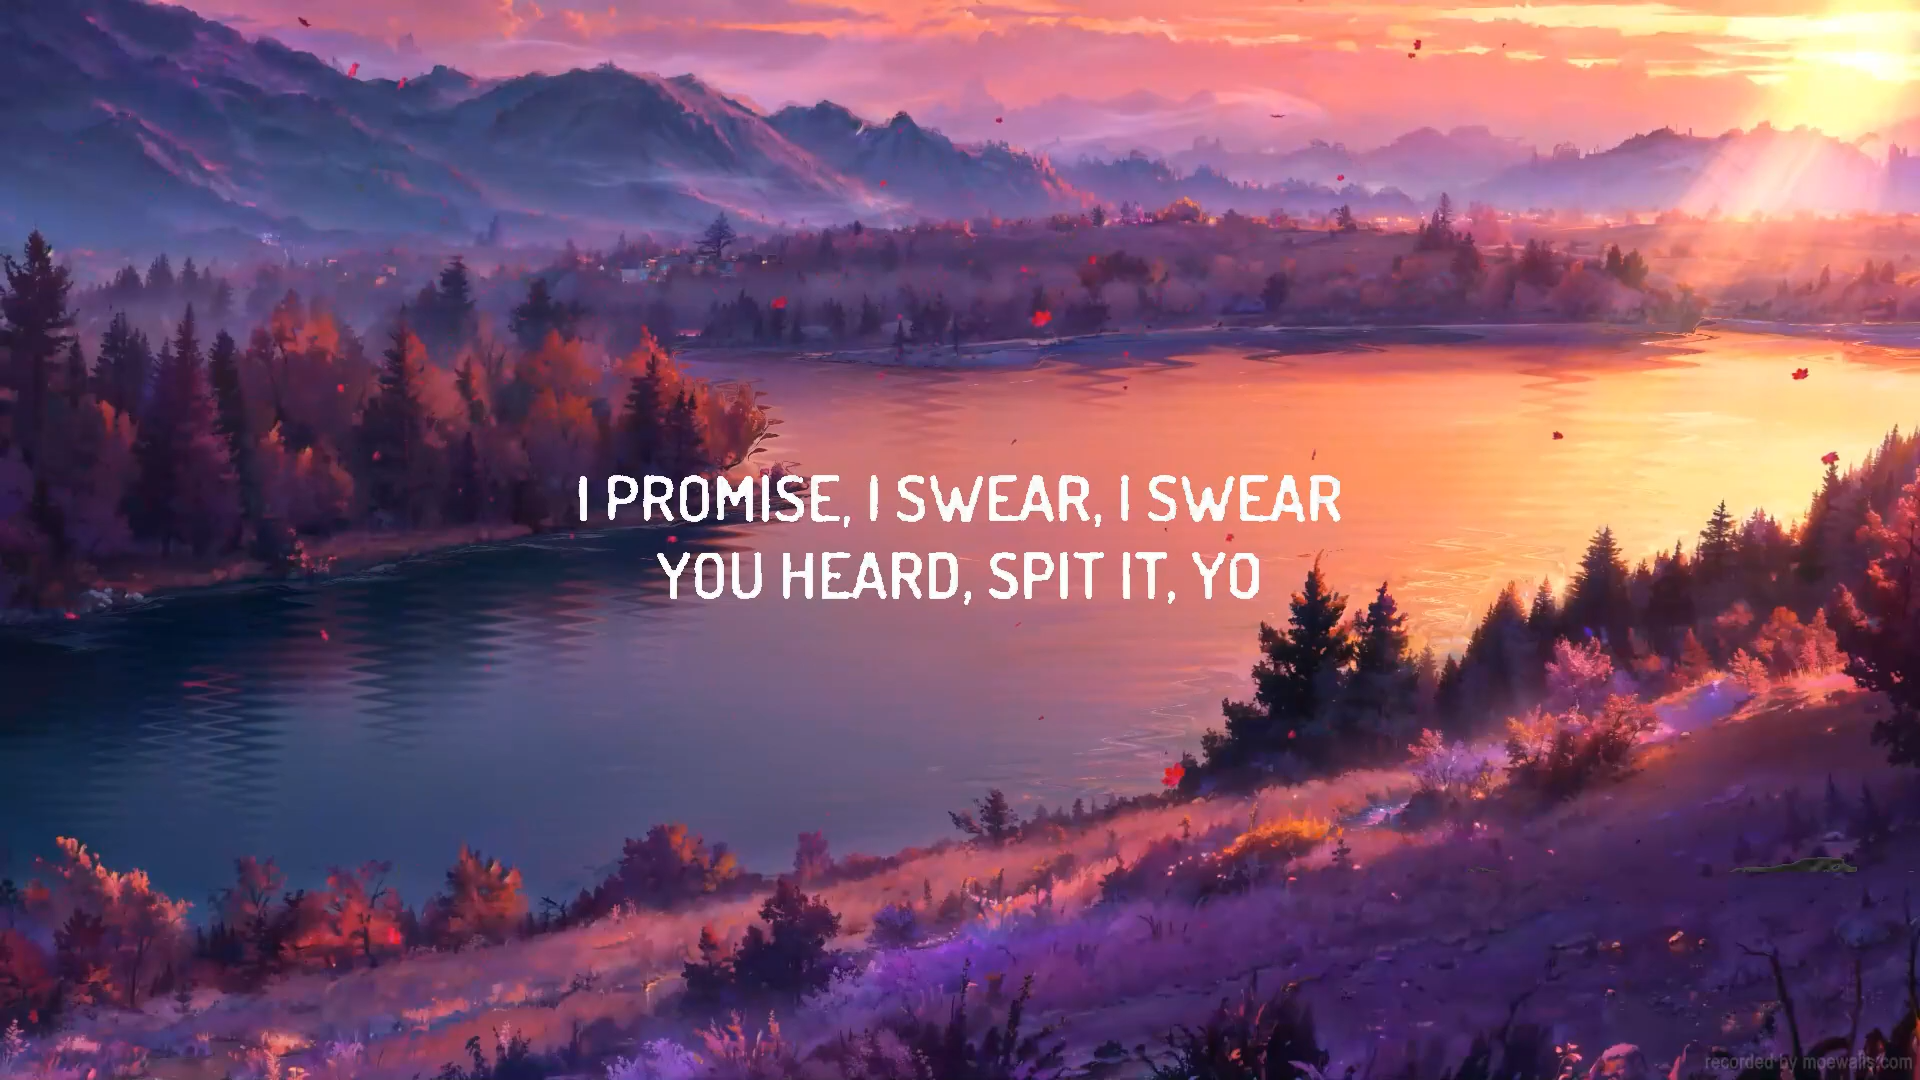 I PROMISE, I SWEAR, I SWEAR
YOU HEARD, SPIT IT, YO
recorded by moewalls.com